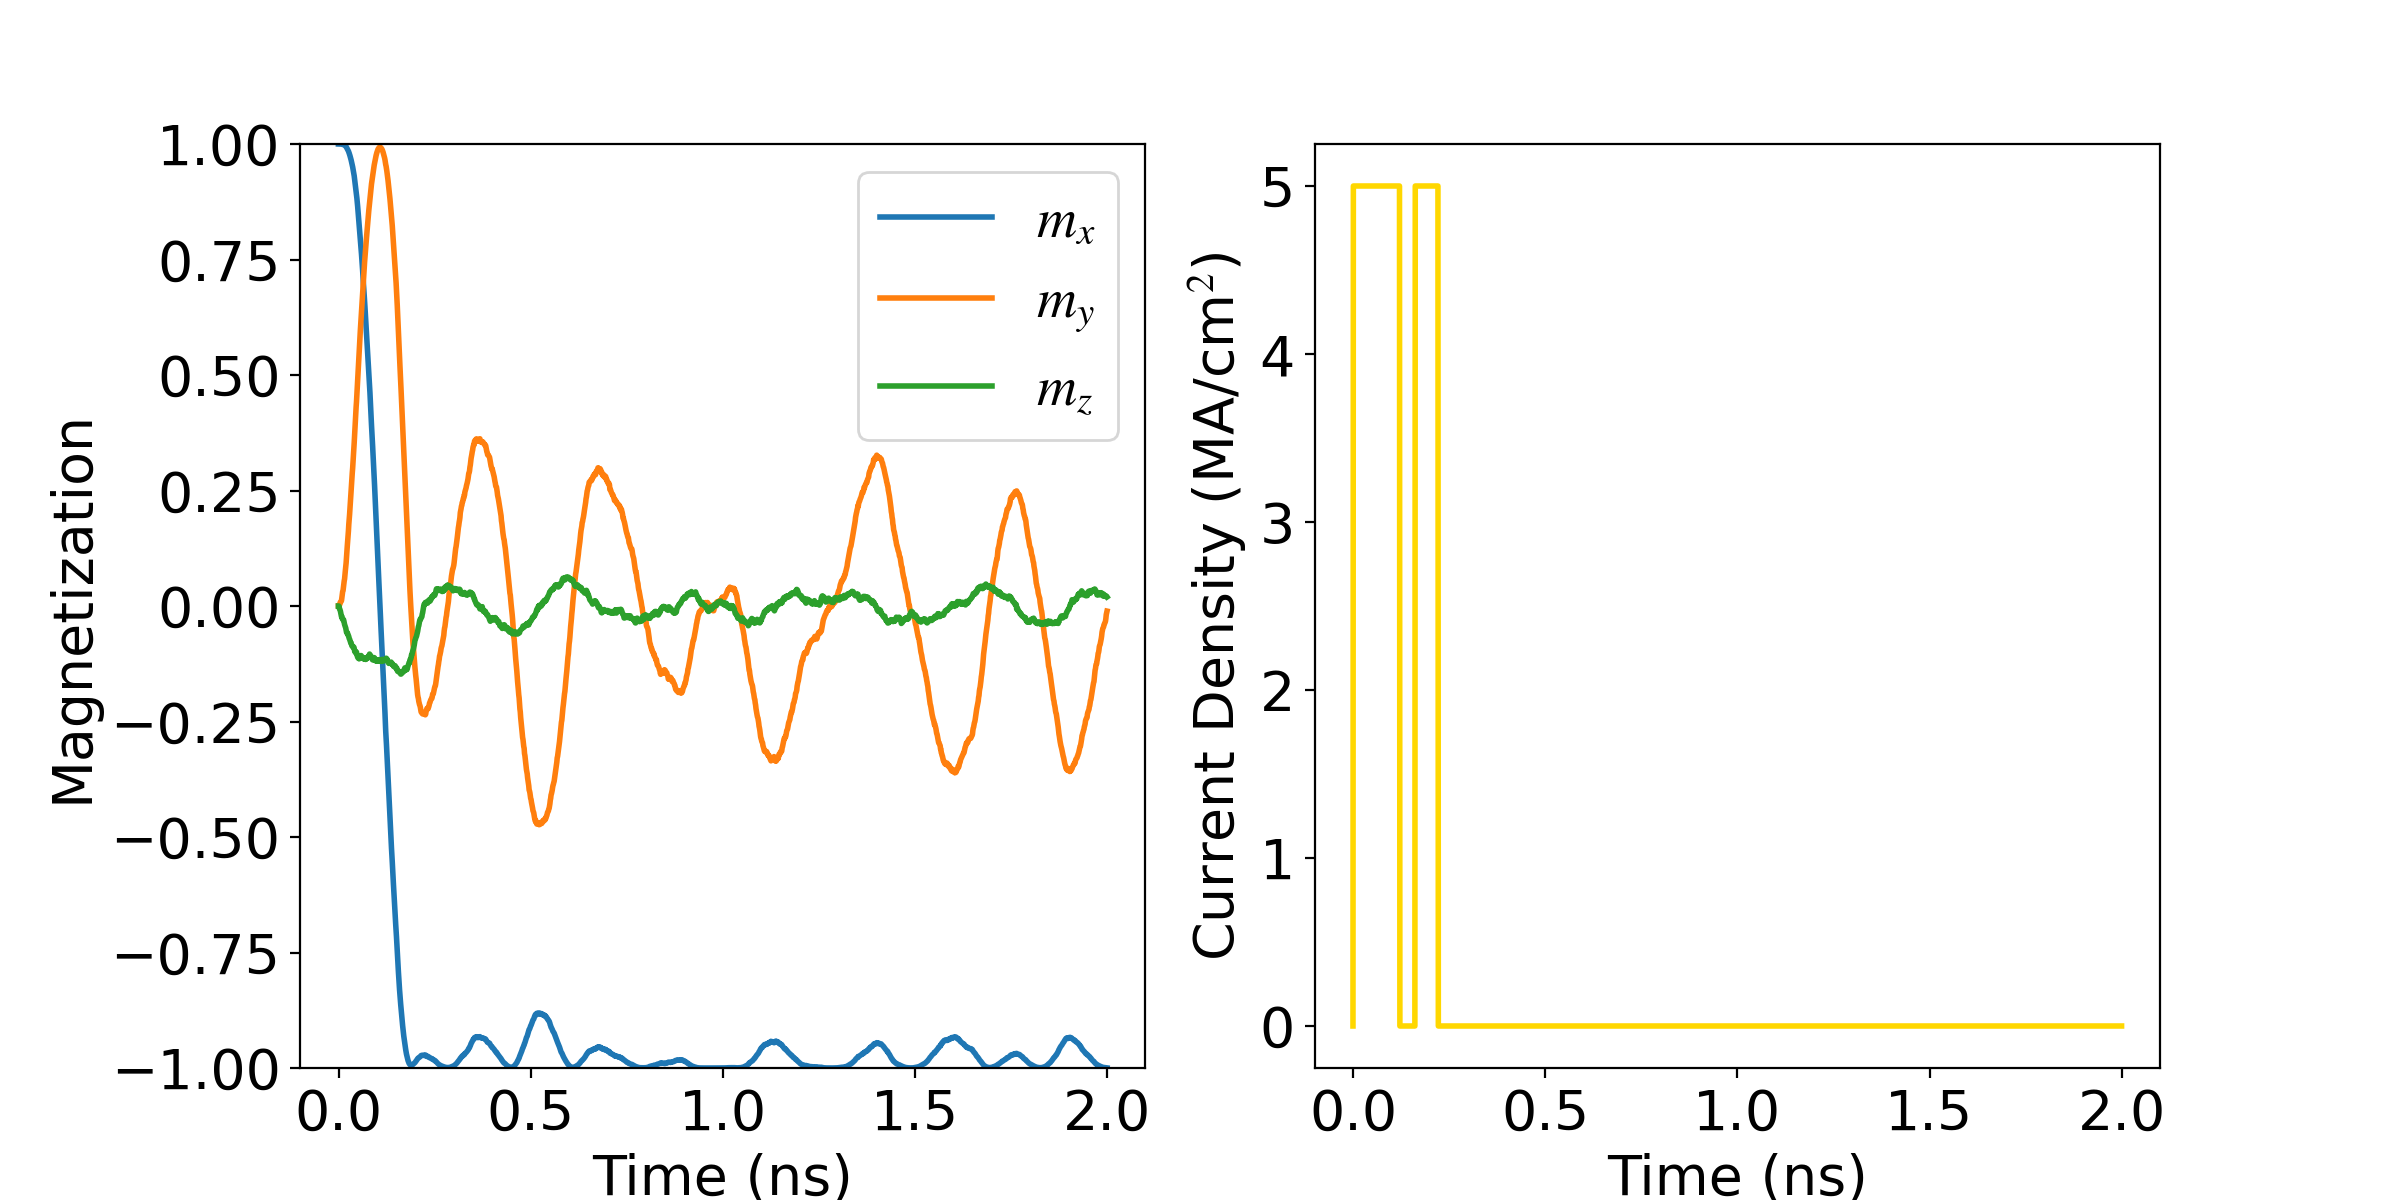 Magnetization
1.00
0.75
0.50
0.25
0.00
−0.25
−0.50
−0.75
−1.00
0.0 0.5 1.0 1.5 2.0
Time (ns)
m_x
m_y
m_z
Current Density (MA/cm²)
5
4
3
2
1
0
0.0 0.5 1.0 1.5 2.0
Time (ns)